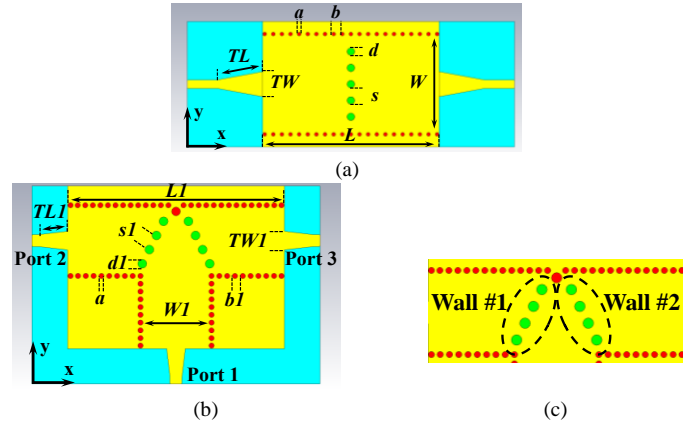 a b
TL d
TW W
s
y
x L
(a)
L1
TL1
s1 TW1
Port 2 d1 Port 3
a W1 b1
y
x Port 1
(b)
Wall #1 Wall #2
(c)